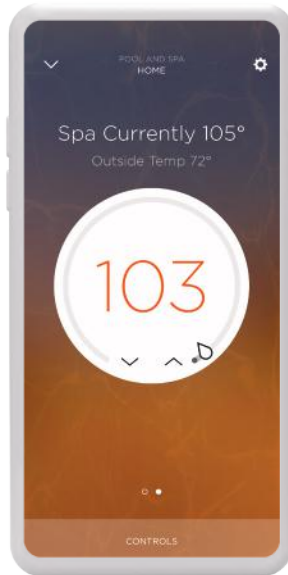 POOL AND SPA
HOME
Spa Currently 105°
Outside Temp 72°
103
CONTROLS